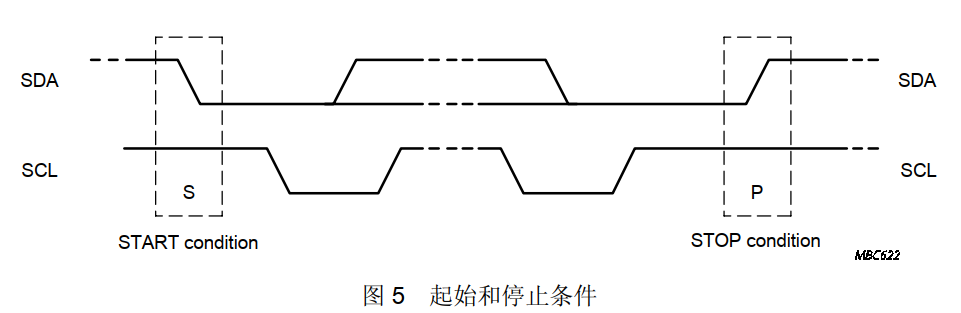 SDA
SDA
SCL
SCL
S
P
START condition
STOP condition
MBC622
图 5 起始和停止条件